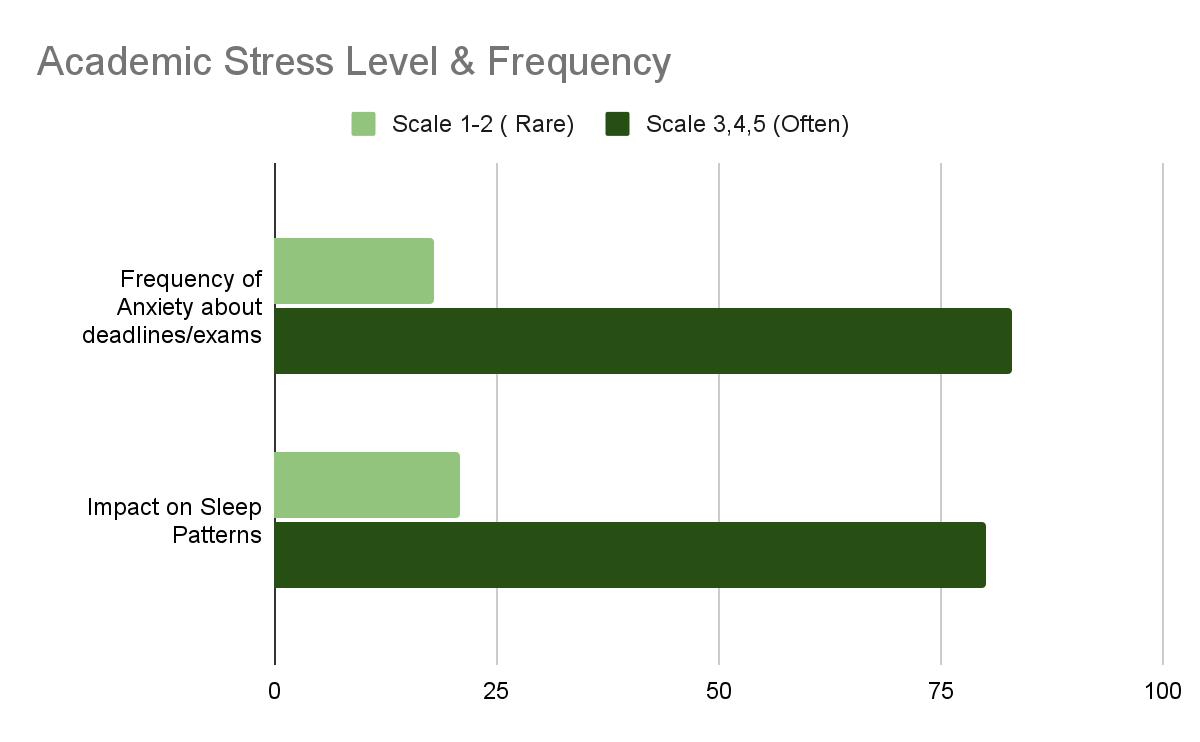 Academic Stress Level & Frequency
Scale 1-2 ( Rare) Scale 3,4,5 (Often)
Frequency of
Anxiety about
deadlines/exams
Impact on Sleep
Patterns
0 25 50 75 100